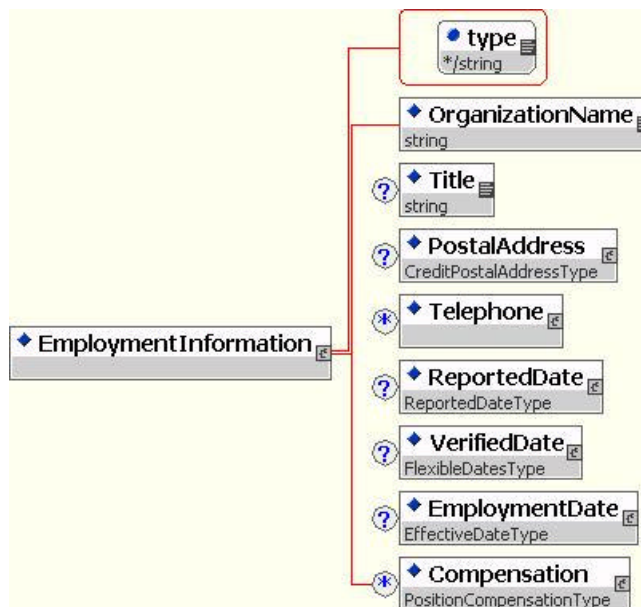 type
*/string
OrganizationName
string
? Title
string
? PostalAddress
CreditPostalAddressType
* Telephone
EmploymentInformation
? ReportedDate
ReportedDateType
? VerifiedDate
FlexibleDatesType
? EmploymentDate
EffectiveDateType
* Compensation
PositionCompensationType